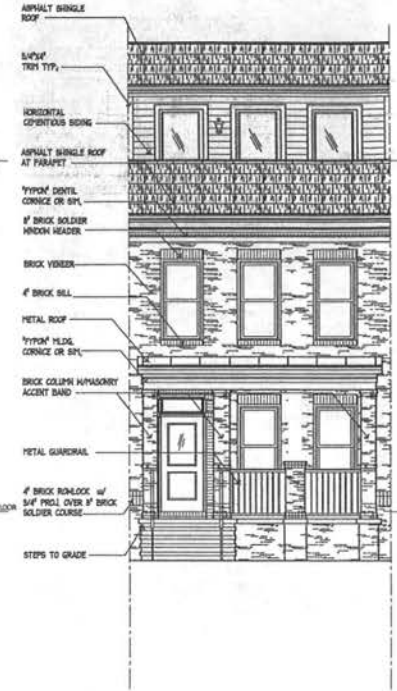 ASPHALT SHINGLE
ROOF
5/4"X4"
TRIM TYP.,
HORIZONTAL
CEMENTIOUS SIDING
ASPHALT SHINGLE ROOF
AT PARAPET
'FYPON' DENTIL
CORNICE OR SIM.
8" BRICK SOLDIER
WINDOW HEADER
BRICK VENEER
4" BRICK SILL
METAL ROOF
'FYPON' MLDG.
CORNICE OR SIM.
BRICK COLUMN W/MASONRY
ACCENT BAND
METAL GUARDRAIL
4" BRICK ROWLOCK w/
3/4" PROJ. OVER 8" BRICK
SOLDIER COURSE
LOOR
STEPS TO GRADE